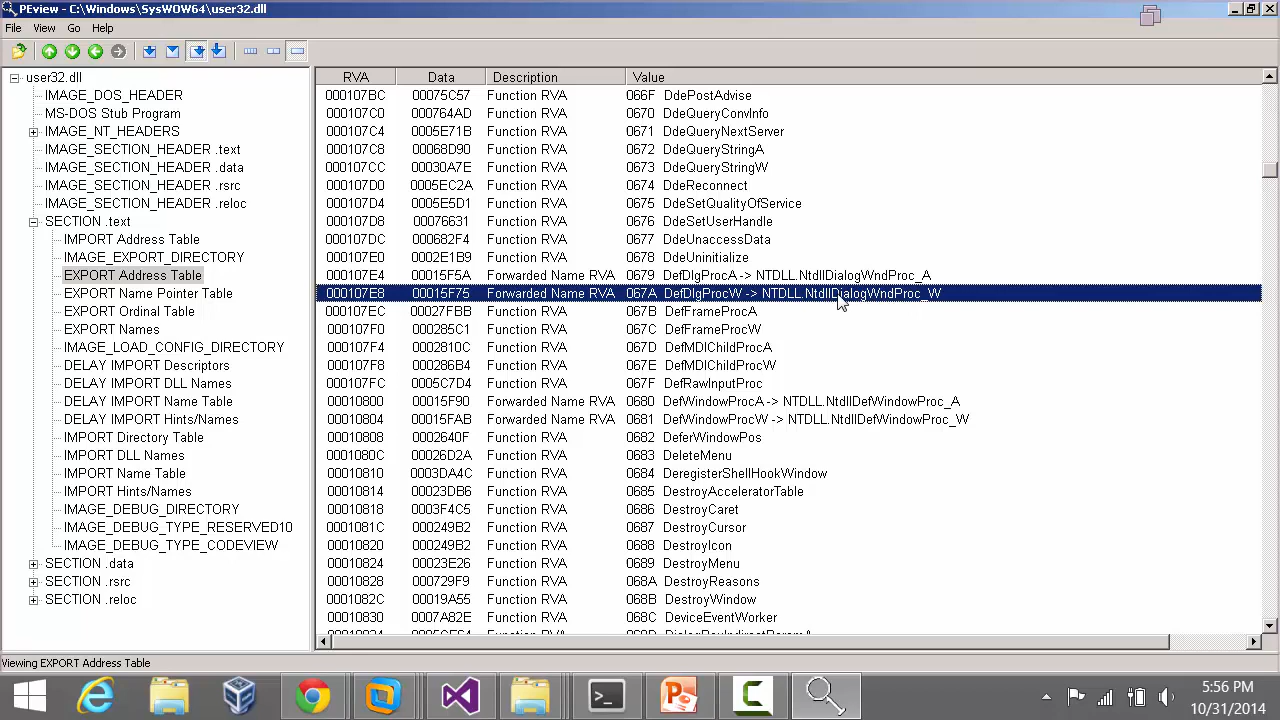 PEview - C:\Windows\SysWOW64\user32.dll
File View Go Help
user32.dll
IMAGE_DOS_HEADER
MS-DOS Stub Program
IMAGE_NT_HEADERS
IMAGE_SECTION_HEADER .text
IMAGE_SECTION_HEADER .data
IMAGE_SECTION_HEADER .rsrc
IMAGE_SECTION_HEADER .reloc
SECTION .text
IMPORT Address Table
IMAGE_EXPORT_DIRECTORY
EXPORT Address Table
EXPORT Name Pointer Table
EXPORT Ordinal Table
EXPORT Names
IMAGE_LOAD_CONFIG_DIRECTORY
DELAY IMPORT Descriptors
DELAY IMPORT DLL Names
DELAY IMPORT Name Table
DELAY IMPORT Hints/Names
IMPORT Directory Table
IMPORT DLL Names
IMPORT Name Table
IMPORT Hints/Names
IMAGE_DEBUG_DIRECTORY
IMAGE_DEBUG_TYPE_RESERVED10
IMAGE_DEBUG_TYPE_CODEVIEW
SECTION .data
SECTION .rsrc
SECTION .reloc
RVA Data Description Value
000107BC 00075C57 Function RVA 066F DdePostAdvise
000107C0 000764AD Function RVA 0670 DdeQueryConvInfo
000107C4 0005E71B Function RVA 0671 DdeQueryNextServer
000107C8 00068D90 Function RVA 0672 DdeQueryStringA
000107CC 00030A7E Function RVA 0673 DdeQueryStringW
000107D0 0005EC2A Function RVA 0674 DdeReconnect
000107D4 0005E5D1 Function RVA 0675 DdeSetQualityOfService
000107D8 00076631 Function RVA 0676 DdeSetUserHandle
000107DC 000682F4 Function RVA 0677 DdeUnaccessData
000107E0 0002E1B9 Function RVA 0678 DdeUninitialize
000107E4 00015F5A Forwarded Name RVA 0679 DefDlgProcA -> NTDLL.NtdllDialogWndProc_A
000107E8 00015F75 Forwarded Name RVA 067A DefDlgProcW -> NTDLL.NtdllDialogWndProc_W
000107EC 00027FBB Function RVA 067B DefFrameProcA
000107F0 000285C1 Function RVA 067C DefFrameProcW
000107F4 0002810C Function RVA 067D DefMDIChildProcA
000107F8 000286B4 Function RVA 067E DefMDIChildProcW
000107FC 0005C7D4 Function RVA 067F DefRawInputProc
00010800 00015F90 Forwarded Name RVA 0680 DefWindowProcA -> NTDLL.NtdllDefWindowProc_A
00010804 00015FAB Forwarded Name RVA 0681 DefWindowProcW -> NTDLL.NtdllDefWindowProc_W
00010808 0002640F Function RVA 0682 DeferWindowPos
0001080C 00026D2A Function RVA 0683 DeleteMenu
00010810 0003DA4C Function RVA 0684 DeregisterShellHookWindow
00010814 00023DB6 Function RVA 0685 DestroyAcceleratorTable
00010818 0003F4C5 Function RVA 0686 DestroyCaret
0001081C 000249B2 Function RVA 0687 DestroyCursor
00010820 000249B2 Function RVA 0688 DestroyIcon
00010824 00023E26 Function RVA 0689 DestroyMenu
00010828 000729F9 Function RVA 068A DestroyReasons
0001082C 00019A55 Function RVA 068B DestroyWindow
00010830 0007A82E Function RVA 068C DeviceEventWorker
Viewing EXPORT Address Table
5:56 PM
10/31/2014